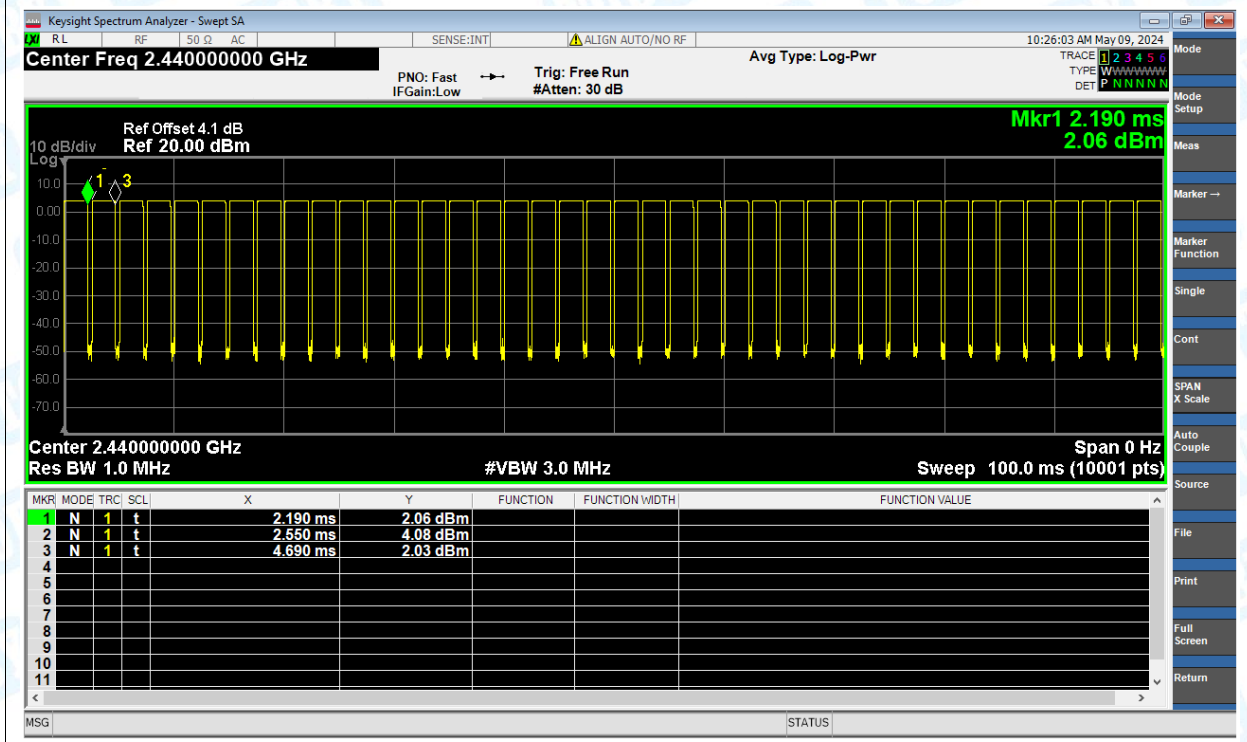 Keysight Spectrum Analyzer - Swept SA
LXI RL RF 50 Ω AC SENSE:INT ALIGN AUTO/NO RF 10:26:03 AM May 09, 2024
Center Freq 2.440000000 GHz
PNO: Fast
IFGain:Low
Trig: Free Run
#Atten: 30 dB
Avg Type: Log-Pwr
TRACE 1 2 3 4 5 6
TYPE WWWWWW
DET P N N N N N
Ref Offset 4.1 dB
10 dB/div Ref 20.00 dBm
Log
Mkr1 2.190 ms
2.06 dBm
1 3
10.0
0.00
-10.0
-20.0
-30.0
-40.0
-50.0
-60.0
-70.0
Center 2.440000000 GHz Span 0 Hz
Res BW 1.0 MHz #VBW 3.0 MHz Sweep 100.0 ms (10001 pts)
MKR MODE TRC SCL X Y FUNCTION FUNCTION WIDTH FUNCTION VALUE
1 N 1 t 2.190 ms 2.06 dBm
2 N 1 t 2.550 ms 4.08 dBm
3 N 1 t 4.690 ms 2.03 dBm
4
5
6
7
8
9
10
11
MSG STATUS
Mode
Mode
Setup
Meas
Marker →
Marker
Function
Single
Cont
SPAN
X Scale
Auto
Couple
Source
File
Print
Full
Screen
Return